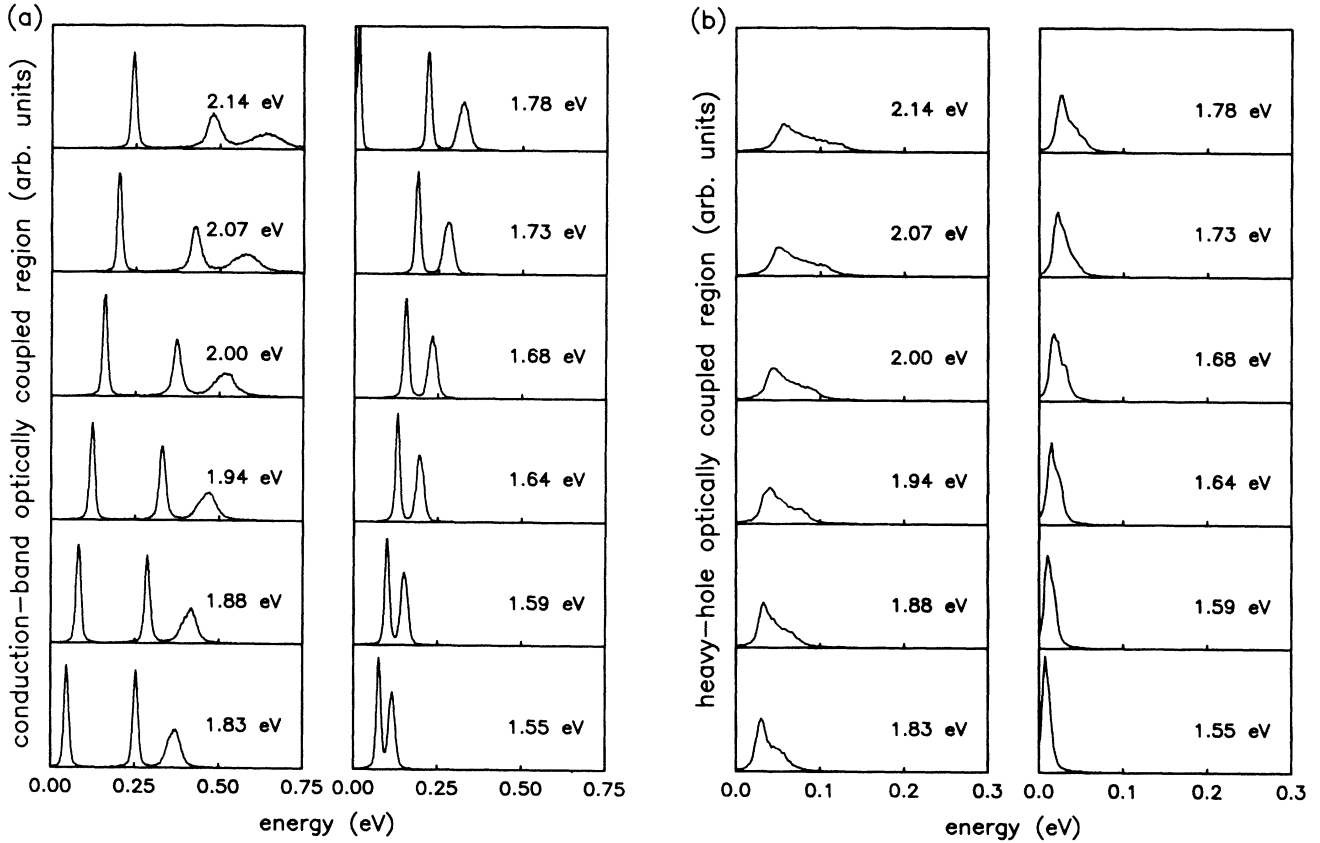 (a)
conduction-band optically coupled region (arb. units)
2.14 eV
2.07 eV
2.00 eV
1.94 eV
1.88 eV
1.83 eV
0.00 0.25 0.50 0.75
1.78 eV
1.73 eV
1.68 eV
1.64 eV
1.59 eV
1.55 eV
0.00 0.25 0.50 0.75
energy (eV)
(b)
heavy-hole optically coupled region (arb. units)
2.14 eV
2.07 eV
2.00 eV
1.94 eV
1.88 eV
1.83 eV
0.0 0.1 0.2 0.3
1.78 eV
1.73 eV
1.68 eV
1.64 eV
1.59 eV
1.55 eV
0.0 0.1 0.2 0.3
energy (eV)